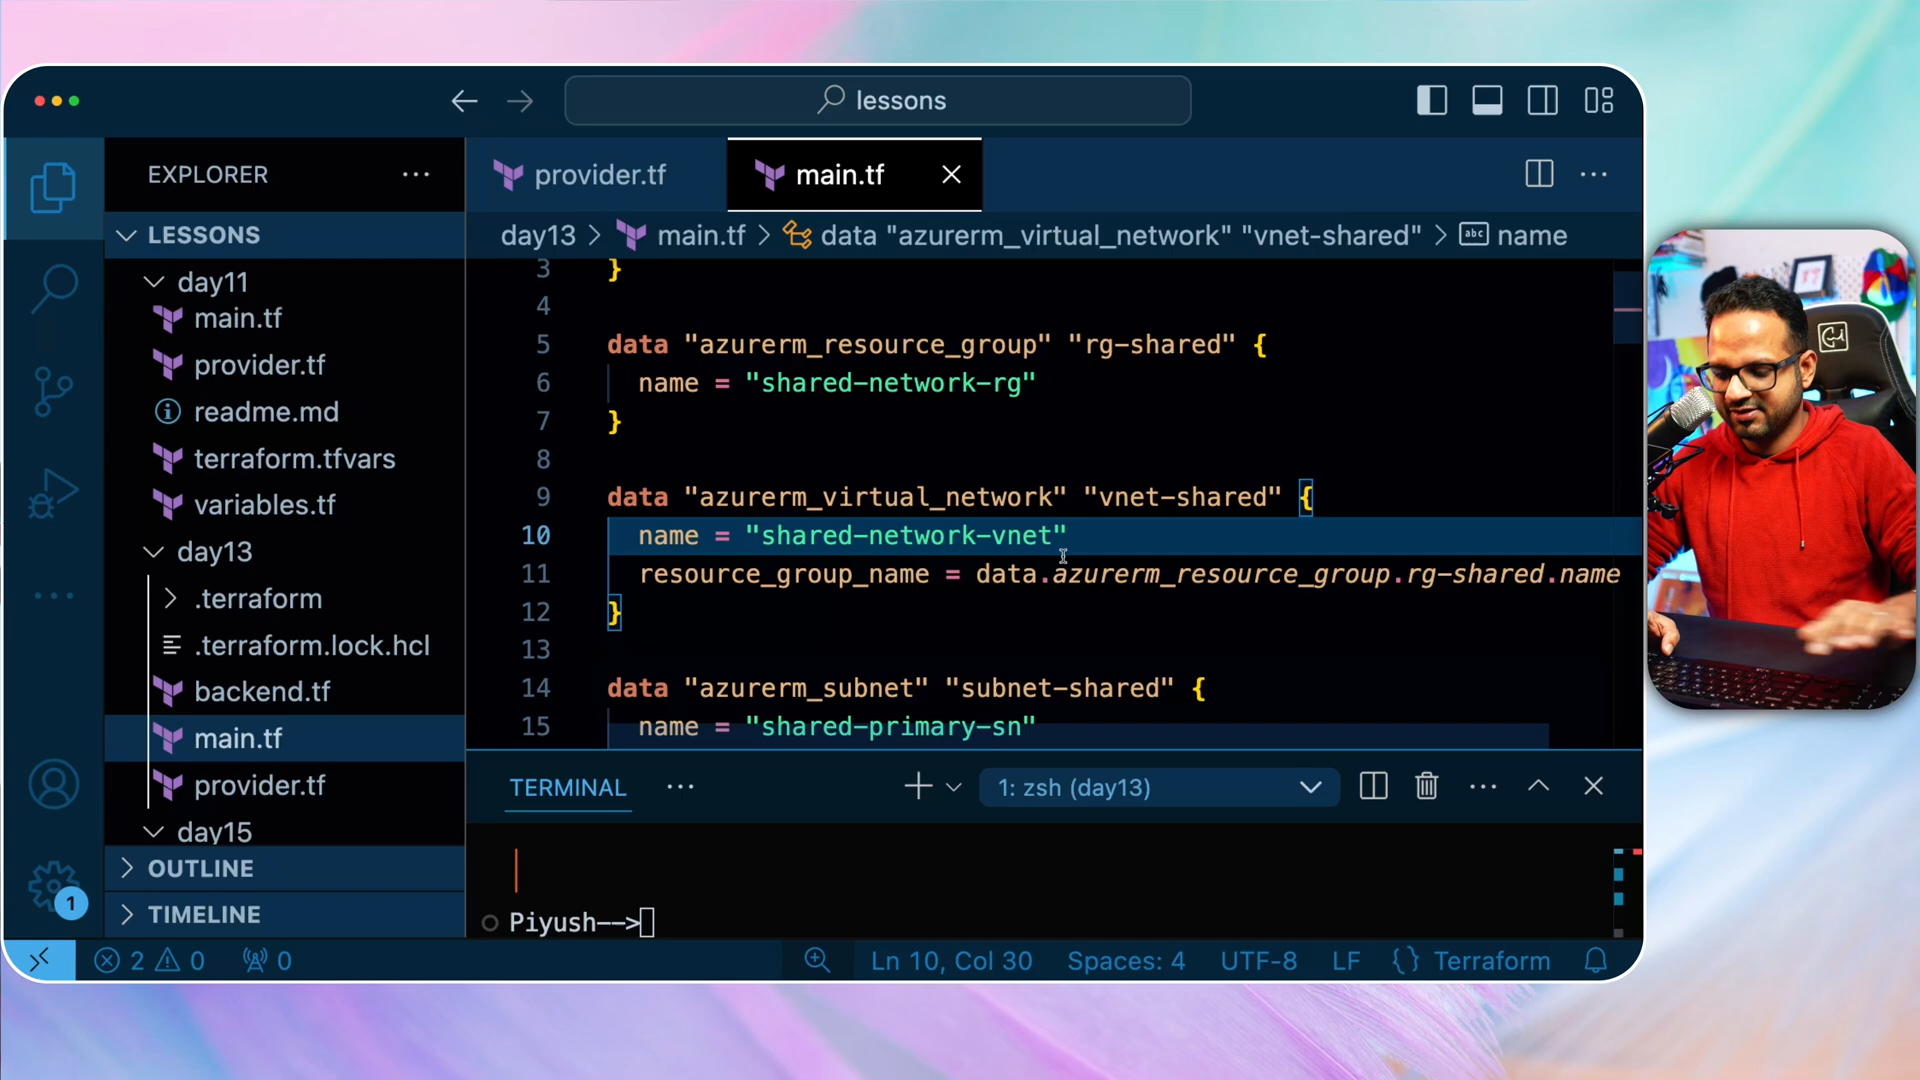 lessons
EXPLORER
provider.tf
main.tf
LESSONS
day13 > main.tf > data "azurerm_virtual_network" "vnet-shared" > abc name
day11
main.tf
provider.tf
readme.md
terraform.tfvars
variables.tf
day13
.terraform
.terraform.lock.hcl
backend.tf
main.tf
provider.tf
day15
OUTLINE
TIMELINE
3 }
4
5 data "azurerm_resource_group" "rg-shared" {
6 name = "shared-network-rg"
7 }
8
9 data "azurerm_virtual_network" "vnet-shared" {
10 name = "shared-network-vnet"
11 resource_group_name = data.azurerm_resource_group.rg-shared.name
12 }
13
14 data "azurerm_subnet" "subnet-shared" {
15 name = "shared-primary-sn"
TERMINAL
1: zsh (day13)
Piyush-->
1
2 0 0
Ln 10, Col 30 Spaces: 4 UTF-8 LF {} Terraform